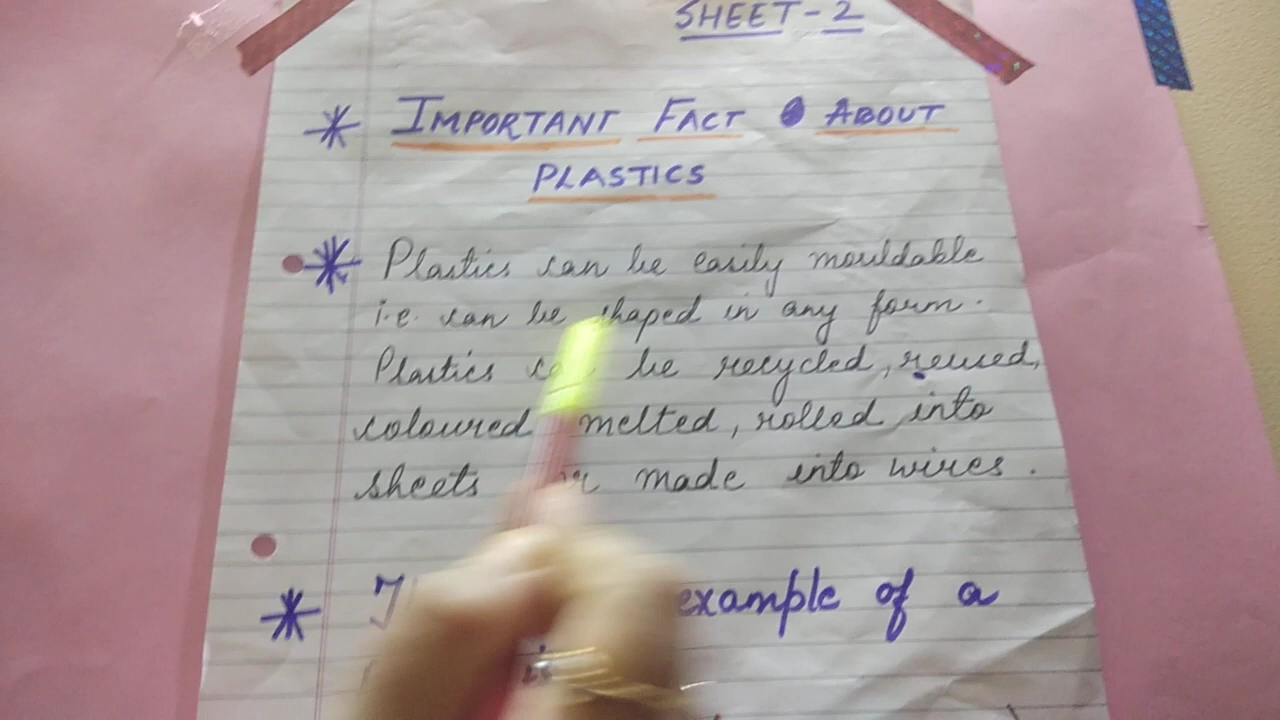 SHEET-2
IMPORTANT FACT ABOUT
PLASTICS
Plastics can be easily mouldable
i.e. can be shaped in any form.
Plastics be recycled, reused,
coloured melted, rolled into
sheets made into wires.
example of a
is